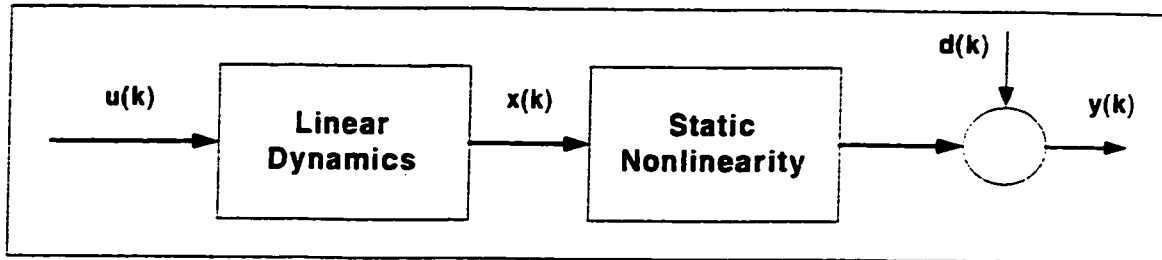 d(k)
u(k)
x(k)
y(k)
Linear
Dynamics
Static
Nonlinearity